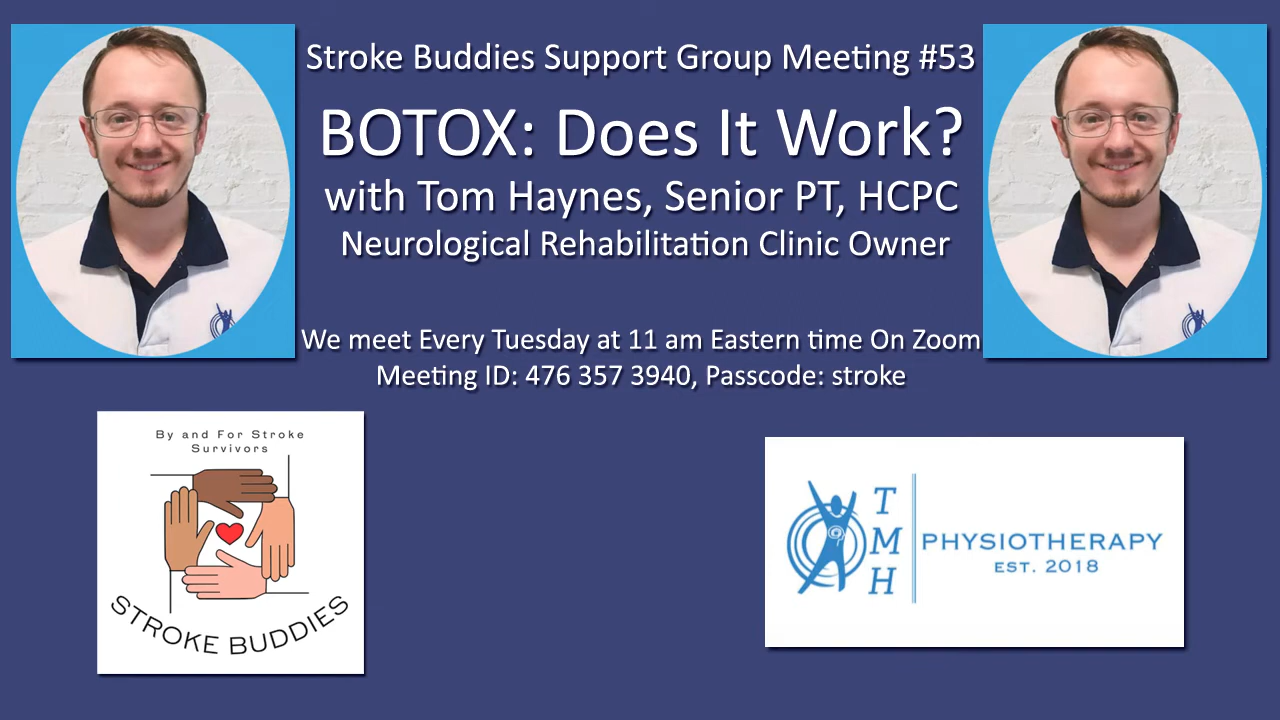 Stroke Buddies Support Group Meeting #53
BOTOX: Does It Work?
with Tom Haynes, Senior PT, HCPC
Neurological Rehabilitation Clinic Owner
We meet Every Tuesday at 11 am Eastern time On Zoom
Meeting ID: 476 357 3940, Passcode: stroke
By and For Stroke
Survivors
STROKE BUDDIES
T
M
H
PHYSIOTHERAPY
EST. 2018